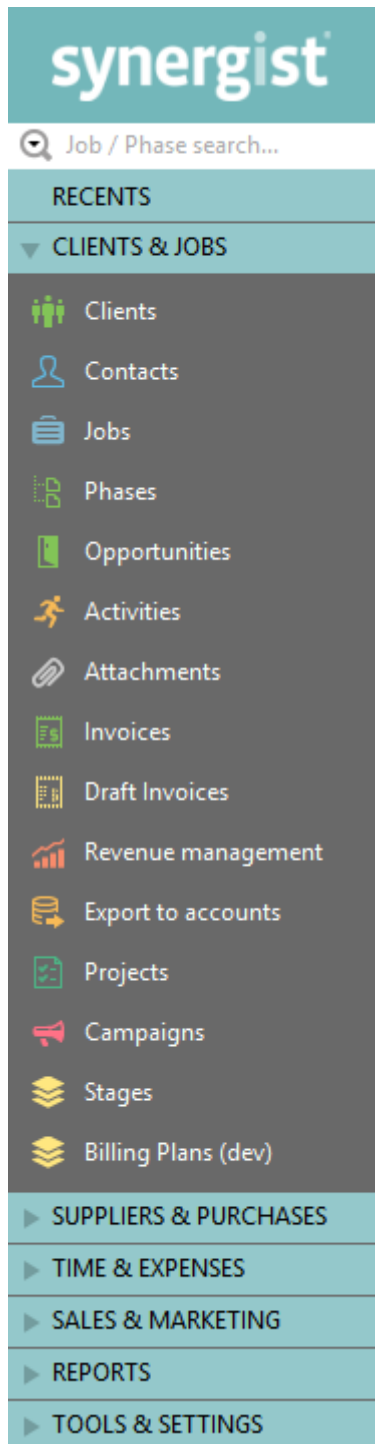 synergist
Job / Phase search...
RECENTS
CLIENTS & JOBS
Clients
Contacts
Jobs
Phases
Opportunities
Activities
Attachments
Invoices
Draft Invoices
Revenue management
Export to accounts
Projects
Campaigns
Stages
Billing Plans (dev)
SUPPLIERS & PURCHASES
TIME & EXPENSES
SALES & MARKETING
REPORTS
TOOLS & SETTINGS